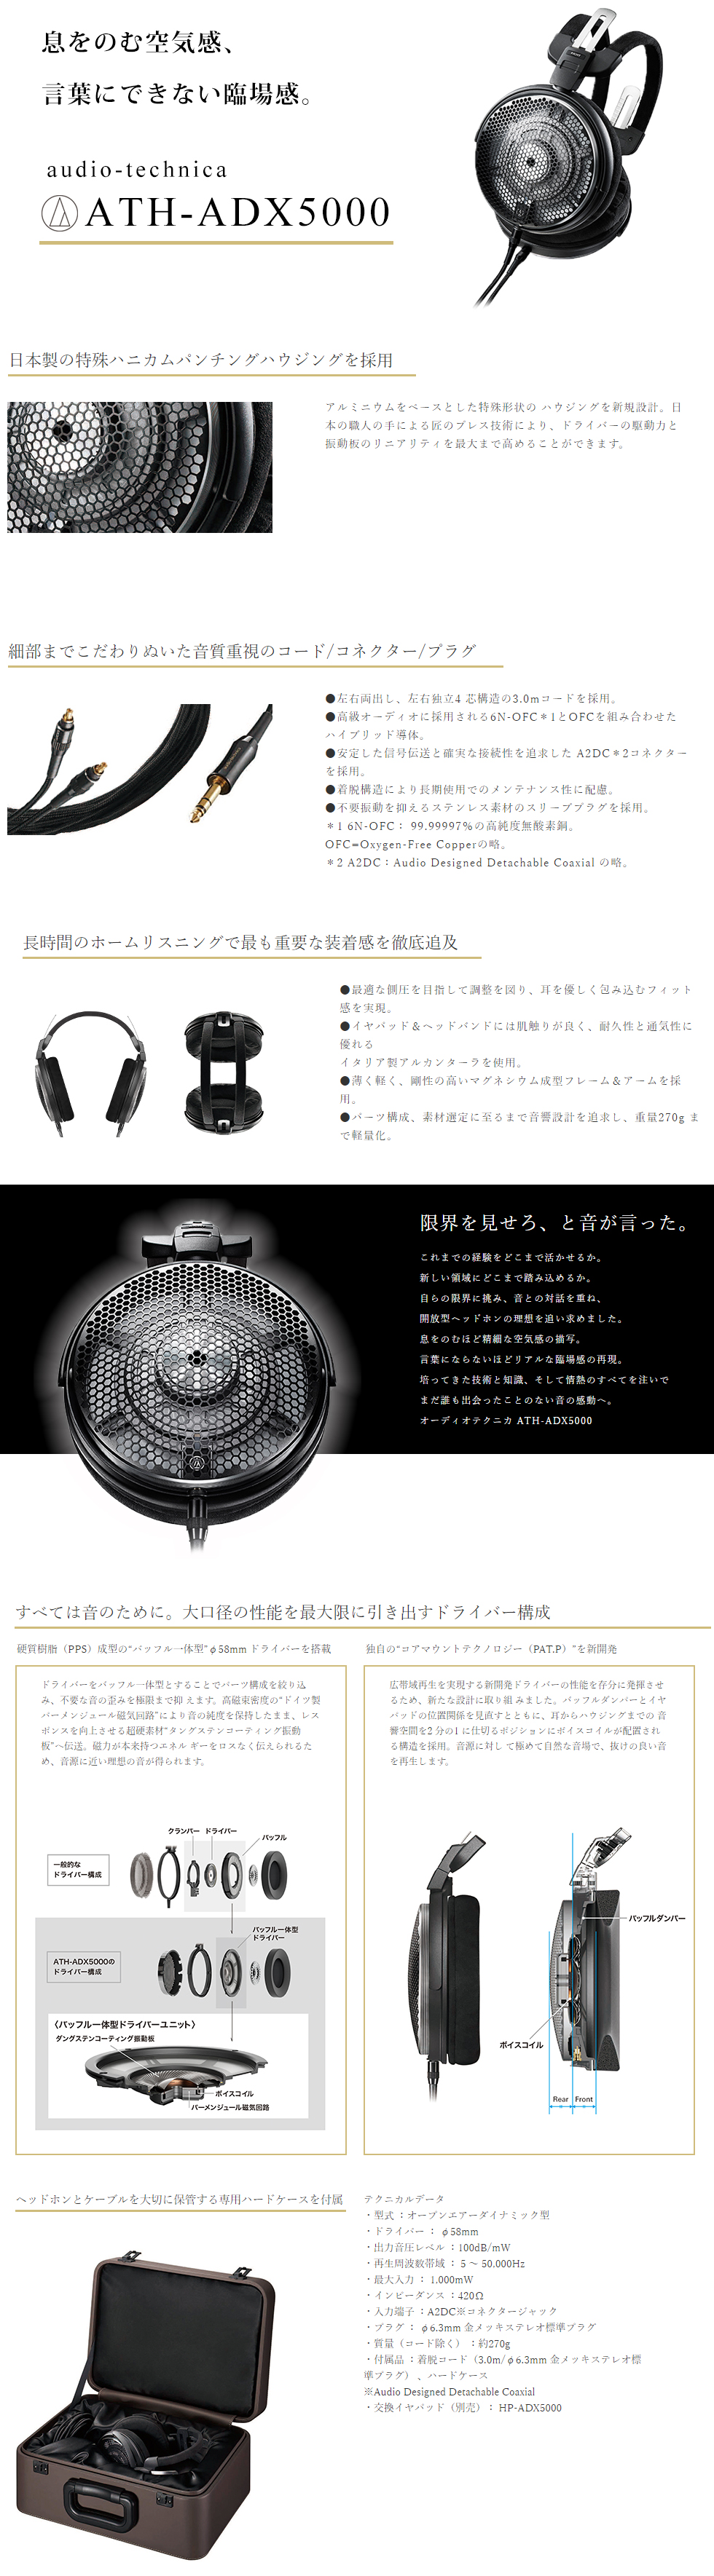 息をのむ空気感、
言葉にできない臨場感。
audio-technica
ATH-ADX5000
日本製の特殊ハニカムパンチングハウジングを採用
アルミニウムをベースとした特殊形状の ハウジングを新規設計。日
本の職人の手による匠のプレス技術により、ドライバーの駆動力と
振動板のリニアリティを最大まで高めることができます。
細部までこだわりぬいた音質重視のコード/コネクター/プラグ
●左右両出し、左右独立4 芯構造の3.0mコードを採用。
●高級オーディオに採用される6N-OFC＊1とOFCを組み合わせた
ハイブリッド導体。
●安定した信号伝送と確実な接続性を追求した A2DC＊2コネクター
を採用。
●着脱構造により長期使用でのメンテナンス性に配慮。
●不要振動を抑えるステンレス素材のスリーブプラグを採用。
＊1 6N-OFC： 99.99997％の高純度無酸素銅。
OFC=Oxygen-Free Copperの略。
＊2 A2DC：Audio Designed Detachable Coaxial の略。
長時間のホームリスニングで最も重要な装着感を徹底追及
●最適な側圧を目指して調整を図り、耳を優しく包み込むフィット
感を実現。
●イヤパッド＆ヘッドバンドには肌触りが良く、耐久性と通気性に
優れる
イタリア製アルカンターラを使用。
●薄く軽く、剛性の高いマグネシウム成型フレーム＆アームを採
用。
●パーツ構成、素材選定に至るまで音響設計を追求し、重量270g ま
で軽量化。
限界を見せろ、と音が言った。
これまでの経験をどこまで活かせるか。
新しい領域にどこまで踏み込めるか。
自らの限界に挑み、音との対話を重ね、
開放型ヘッドホンの理想を追い求めました。
息をのむほど精細な空気感の描写。
言葉にならないほどリアルな臨場感の再現。
培ってきた技術と知識、そして情熱のすべてを注いで
まだ誰も出会ったことのない音の感動へ。
オーディオテクニカ ATH-ADX5000
すべては音のために。大口径の性能を最大限に引き出すドライバー構成
硬質樹脂（PPS）成型の“バッフル一体型”φ58mm ドライバーを搭載
ドライバーをバッフル一体型とすることでパーツ構成を絞り込
み、不要な音の歪みを極限まで抑 えます。高磁束密度の“ドイツ製
パーメンジュール磁気回路”により音の純度を保持したまま、レス
ポンスを向上させる超硬素材“タングステンコーティング振動
板”へ伝送。磁力が本来持つエネル ギーをロスなく伝えられるた
め、音源に近い理想の音が得られます。
クランパー ドライバー
バッフル
一般的な
ドライバー構成
バッフル一体型
ドライバー
ATH-ADX5000の
ドライバー構成
〈バッフル一体型ドライバーユニット〉
タングステンコーティング振動板
ボイスコイル
パーメンジュール磁気回路
独自の“コアマウントテクノロジー（PAT.P）”を新開発
広帯域再生を実現する新開発ドライバーの性能を存分に発揮させ
るため、新たな設計に取り組 みました。バッフルダンパーとイヤ
パッドの位置関係を見直すとともに、耳からハウジングまでの 音
響空間を2 分の1 に仕切るポジションにボイスコイルが配置され
る構造を採用。音源に対し て極めて自然な音場で、抜けの良い音
を再生します。
バッフルダンパー
ボイスコイル
Rear Front
ヘッドホンとケーブルを大切に保管する専用ハードケースを付属
テクニカルデータ
・型式 ：オープンエアーダイナミック型
・ドライバー ： φ58mm
・出力音圧レベル ：100dB/mW
・再生周波数帯域 ： 5 ～ 50.000Hz
・最大入力 ： 1.000mW
・インピーダンス ：420Ω
・入力端子 ：A2DC※コネクタージャック
・プラグ ： φ6.3mm 金メッキステレオ標準プラグ
・質量（コード除く） ：約270g
・付属品 ：着脱コード（3.0m/φ6.3mm 金メッキステレオ標
準プラグ） 、ハードケース
※Audio Designed Detachable Coaxial
・交換イヤパッド（別売）： HP-ADX5000